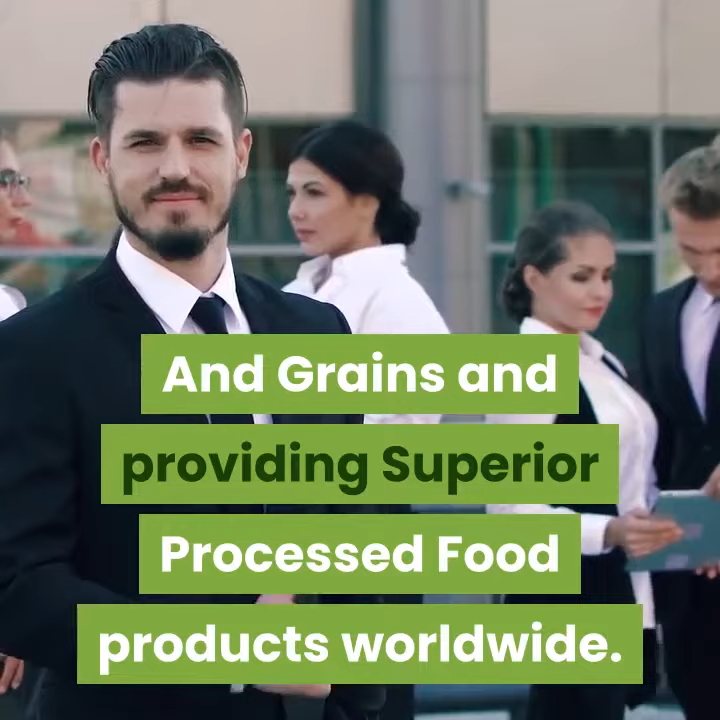 And Grains and
providing Superior
Processed Food
products worldwide.